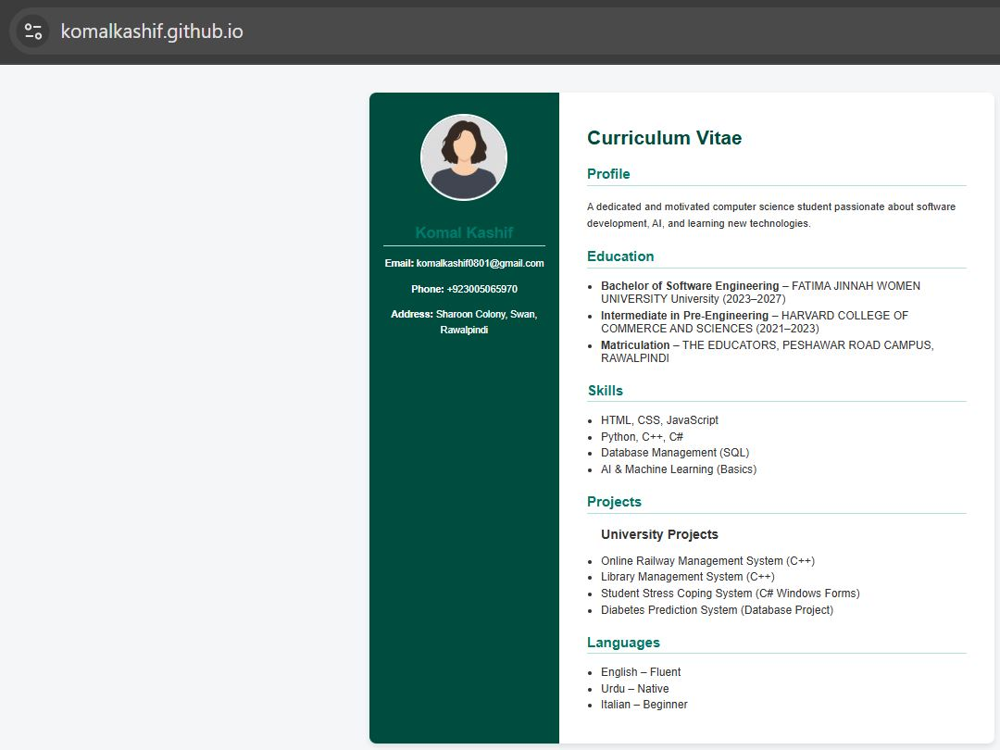 komalkashif.github.io
Komal Kashif
Email: komalkashif0801@gmail.com
Phone: +923005065970
Address: Sharoon Colony, Swan,
Rawalpindi
Curriculum Vitae
Profile
A dedicated and motivated computer science student passionate about software
development, AI, and learning new technologies.
Education
• Bachelor of Software Engineering – FATIMA JINNAH WOMEN
UNIVERSITY University (2023–2027)
• Intermediate in Pre-Engineering – HARVARD COLLEGE OF
COMMERCE AND SCIENCES (2021–2023)
• Matriculation – THE EDUCATORS, PESHAWAR ROAD CAMPUS,
RAWALPINDI
Skills
• HTML, CSS, JavaScript
• Python, C++, C#
• Database Management (SQL)
• AI & Machine Learning (Basics)
Projects
University Projects
• Online Railway Management System (C++)
• Library Management System (C++)
• Student Stress Coping System (C# Windows Forms)
• Diabetes Prediction System (Database Project)
Languages
• English – Fluent
• Urdu – Native
• Italian – Beginner